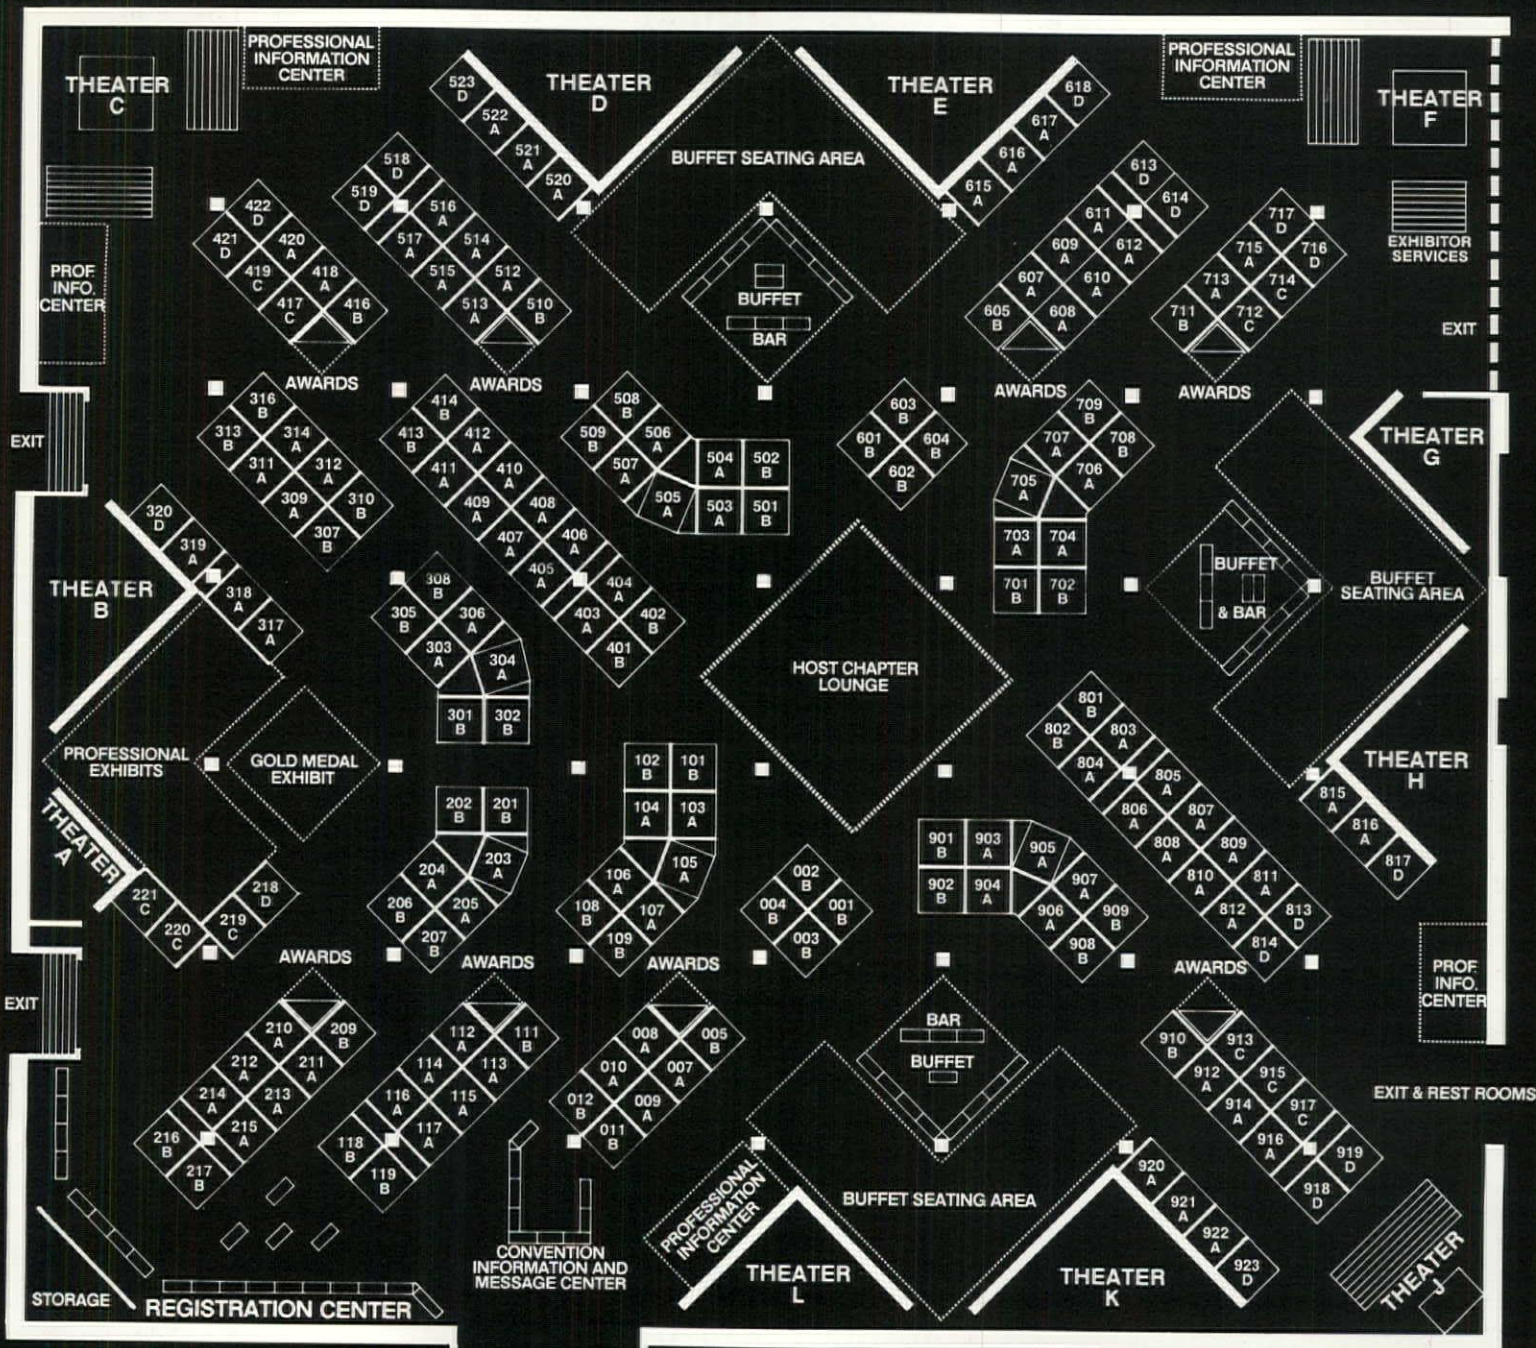 PROFESSIONAL
INFORMATION
CENTER
THEATER
C
THEATER
D
THEATER
E
PROFESSIONAL
INFORMATION
CENTER
THEATER
F
523
D
522
A
521
A
520
A
618
D
617
A
616
A
615
A
BUFFET SEATING AREA
518
D
519
D
516
A
517
A
514
A
515
A
512
A
513
A
510
B
422
D
421
D
420
A
419
C
418
A
417
C
416
B
613
D
614
D
611
A
612
A
609
A
610
A
607
A
608
A
605
B
717
D
716
D
715
A
714
C
713
A
712
C
711
B
EXHIBITOR
SERVICES
PROF.
INFO.
CENTER
BUFFET
BAR
EXIT
AWARDS
AWARDS
AWARDS
AWARDS
316
B
313
B
314
A
311
A
312
A
309
A
310
B
307
B
414
B
413
B
412
A
411
A
410
A
409
A
408
A
407
A
406
A
405
A
404
A
403
A
402
B
401
B
508
B
509
B
506
A
507
A
505
A
504
A
502
B
503
A
501
B
603
B
601
B
604
B
602
B
709
B
707
A
708
B
706
A
705
A
703
A
704
A
701
B
702
B
THEATER
G
EXIT
320
D
319
A
318
A
317
A
THEATER
B
308
B
305
B
306
A
303
A
304
A
301
B
302
B
BUFFET
& BAR
BUFFET
SEATING AREA
HOST CHAPTER
LOUNGE
PROFESSIONAL
EXHIBITS
GOLD MEDAL
EXHIBIT
THEATER
A
221
C
220
C
219
C
218
D
202
B
201
B
203
A
204
A
205
A
206
B
207
B
102
B
101
B
104
A
103
A
105
A
106
A
107
A
108
B
109
B
002
B
004
B
001
B
003
B
901
B
903
A
902
B
904
A
905
A
907
A
906
A
909
B
908
B
801
B
802
B
803
A
804
A
805
A
806
A
807
A
808
A
809
A
810
A
811
A
812
A
813
D
814
D
THEATER
H
815
A
816
A
817
D
AWARDS
AWARDS
AWARDS
AWARDS
EXIT
210
A
209
B
212
A
211
A
214
A
213
A
215
A
216
B
217
B
112
A
111
B
114
A
113
A
116
A
115
A
117
A
118
B
119
B
008
A
005
B
010
A
007
A
012
B
009
A
011
B
BAR
BUFFET
910
B
913
C
912
A
915
C
914
A
917
C
916
A
919
D
918
D
PROF.
INFO.
CENTER
EXIT & REST ROOMS
PROFESSIONAL
INFORMATION
CENTER
BUFFET SEATING AREA
920
A
921
A
922
A
923
D
CONVENTION
INFORMATION AND
MESSAGE CENTER
THEATER
L
THEATER
K
THEATER
J
STORAGE
REGISTRATION CENTER